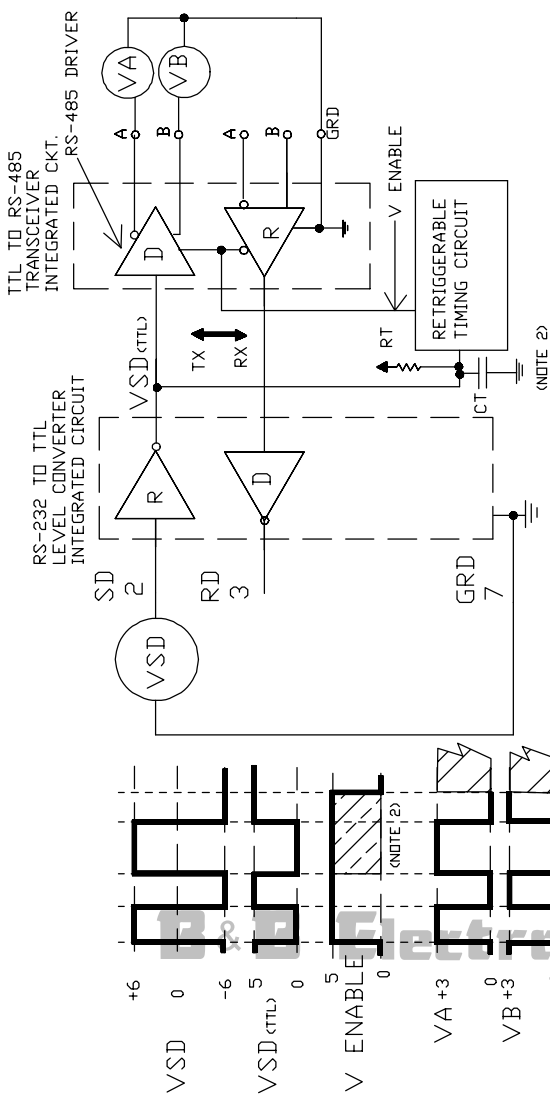 TTL TO RS-485
TRANSCEIVER
INTEGRATED CKT.
RS-485 DRIVER
RS-232 TO TTL
LEVEL CONVERTER
INTEGRATED CIRCUIT
VSD(TTL)
SD
2
VSD
R
D
A
B
VA
VB
TX
RX
RD
3
D
R
A
B
GRD
V ENABLE
RT
CT
RETRIGGERABLE
TIMING CIRCUIT
(NOTE 2)
GRD
7
VSD
+6
0
-6
VSD(TTL)
5
0
V ENABLE
5
0
(NOTE 2)
VA
+3
0
VB
+3
B & B Electr